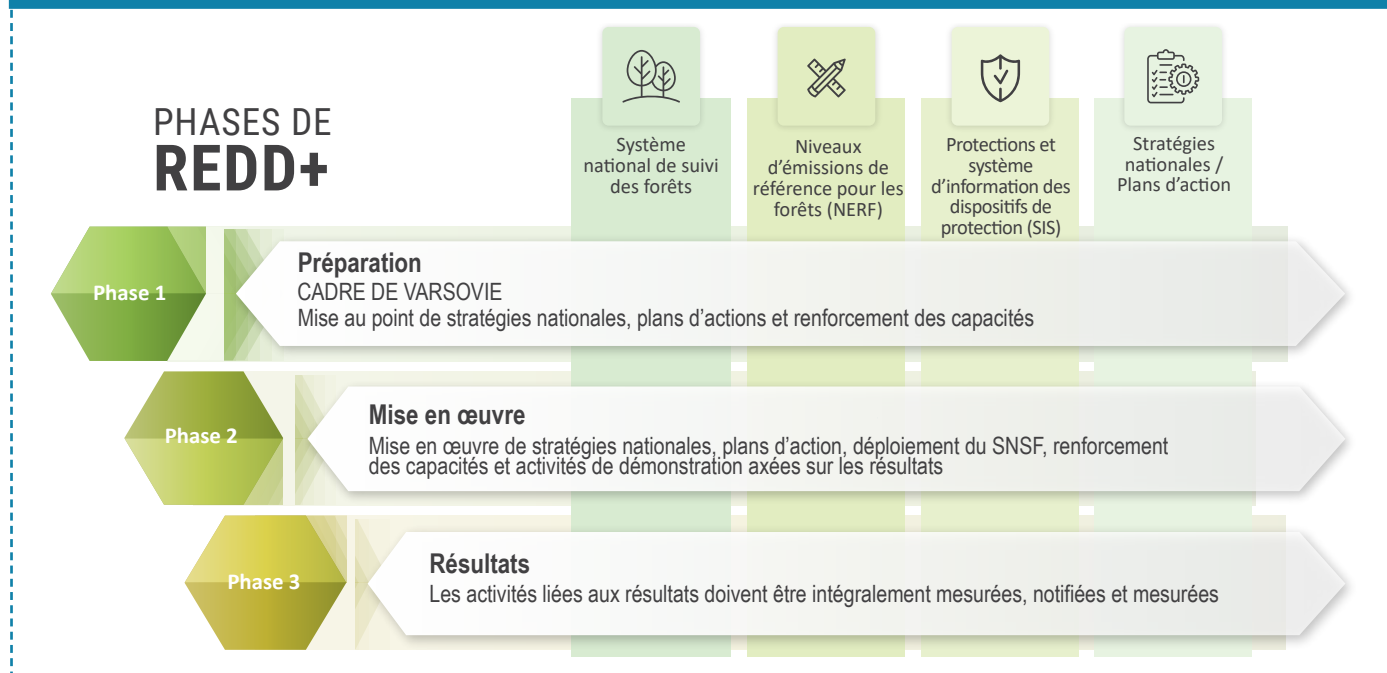 PHASES DE
REDD+
Système
national de suivi
des forêts
Niveaux
d'émissions de
référence pour les
forêts (NERF)
Protections et
système
d'information des
dispositifs de
protection (SIS)
Stratégies
nationales /
Plans d'action
Phase 1
Préparation
CADRE DE VARSOVIE
Mise au point de stratégies nationales, plans d'actions et renforcement des capacités
Phase 2
Mise en œuvre
Mise en œuvre de stratégies nationales, plans d'action, déploiement du SNSF, renforcement
des capacités et activités de démonstration axées sur les résultats
Phase 3
Résultats
Les activités liées aux résultats doivent être intégralement mesurées, notifiées et mesurées